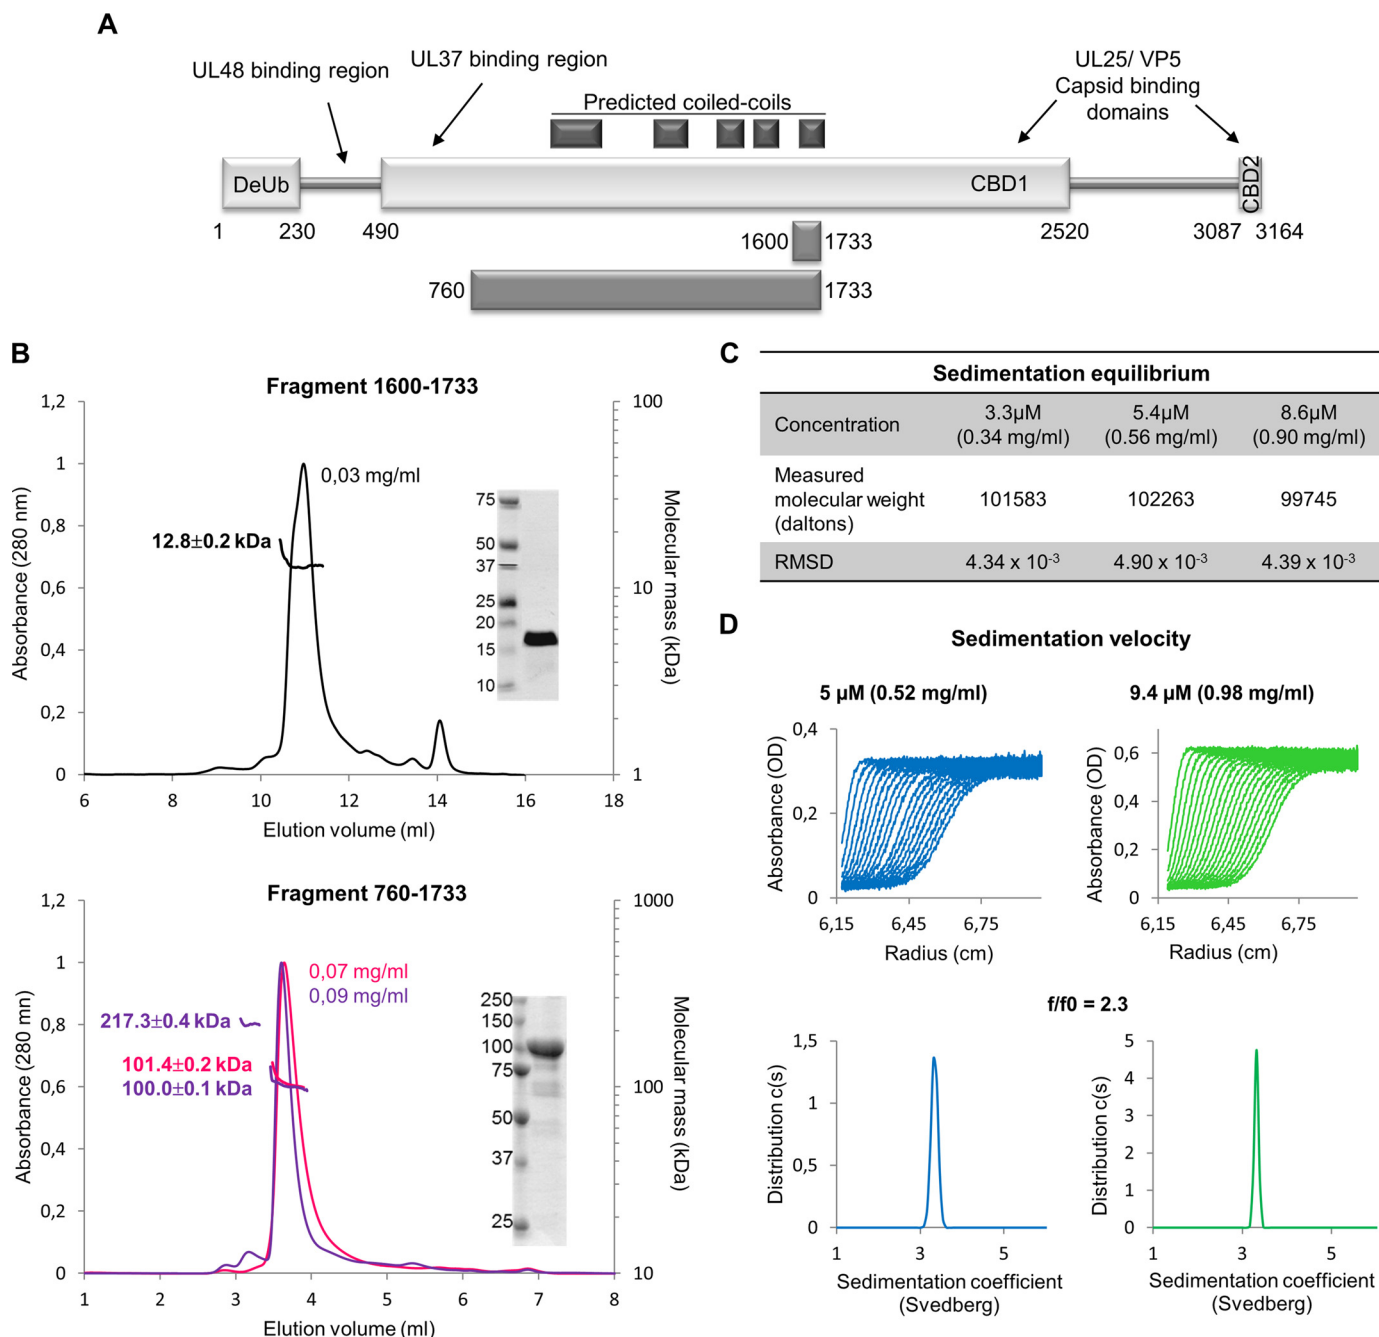 A
UL48 binding region
UL37 binding region
UL25/ VP5
Capsid binding
domains
Predicted coiled-coils
DeUb
CBD1
CBD2
1
230
490
2520
3087
3164
1600
1733
760
1733
B
Fragment 1600-1733
1,2
1
0,8
0,6
0,4
0,2
0
Absorbance (280 nm)
6
8
10
12
14
16
18
Elution volume (ml)
100
10
1
Molecular mass (kDa)
0,03 mg/ml
12.8±0.2 kDa
75
50
37
25
20
15
10
Fragment 760-1733
1,2
1
0,8
0,6
0,4
0,2
0
Absorbance (280 mn)
1
2
3
4
5
6
7
8
Elution volume (ml)
1000
100
10
Molecular mass (kDa)
0,07 mg/ml
0,09 mg/ml
217.3±0.4 kDa
101.4±0.2 kDa
100.0±0.1 kDa
250
150
100
75
50
37
25
C
Sedimentation equilibrium
Concentration
3.3µM
(0.34 mg/ml)
5.4µM
(0.56 mg/ml)
8.6µM
(0.90 mg/ml)
Measured
molecular weight
(daltons)
101583
102263
99745
RMSD
4.34 x 10⁻³
4.90 x 10⁻³
4.39 x 10⁻³
D
Sedimentation velocity
5 µM (0.52 mg/ml)
0,4
0,2
0
Absorbance (OD)
6,15
6,45
6,75
Radius (cm)
9.4 µM (0.98 mg/ml)
0,6
0,4
0,2
0
Absorbance (OD)
6,15
6,45
6,75
Radius (cm)
f/f0 = 2.3
1,5
1
0,5
0
Distribution c(s)
1
3
5
Sedimentation coefficient
(Svedberg)
5
4
3
2
1
0
Distribution c(s)
1
3
5
Sedimentation coefficient
(Svedberg)